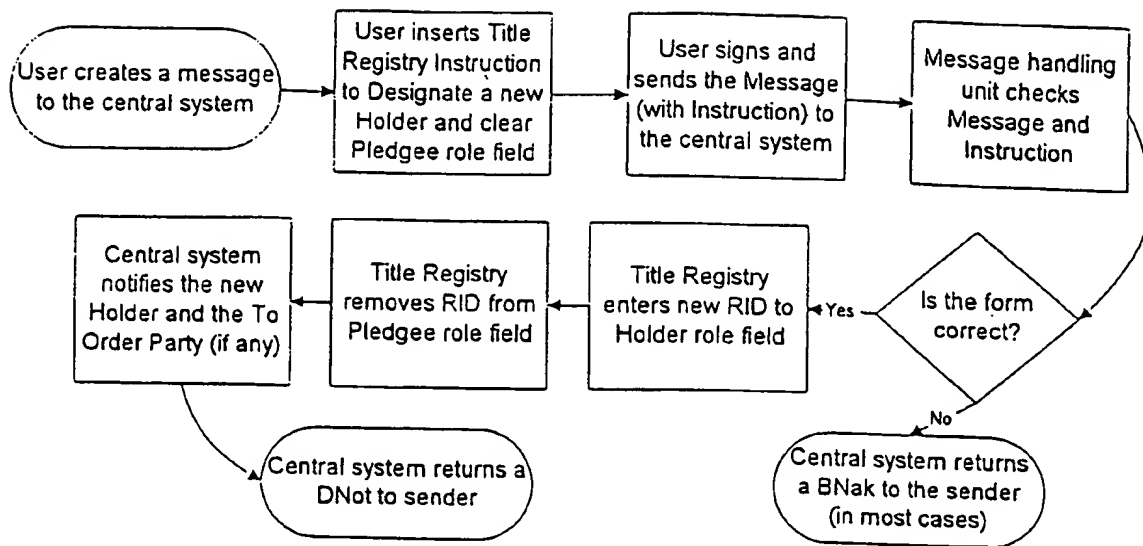 User creates a message
to the central system
User inserts Title
Registry Instruction
to Designate a new
Holder and clear
Pledgee role field
User signs and
sends the Message
(with Instruction) to
the central system
Message handling
unit checks
Message and
Instruction
Is the form
correct?
Yes
Title Registry
enters new RID to
Holder role field
Title Registry
removes RID from
Pledgee role field
Central system
notifies the new
Holder and the To
Order Party (if any)
Central system returns a
DNot to sender
No
Central system returns
a BNak to the sender
(in most cases)